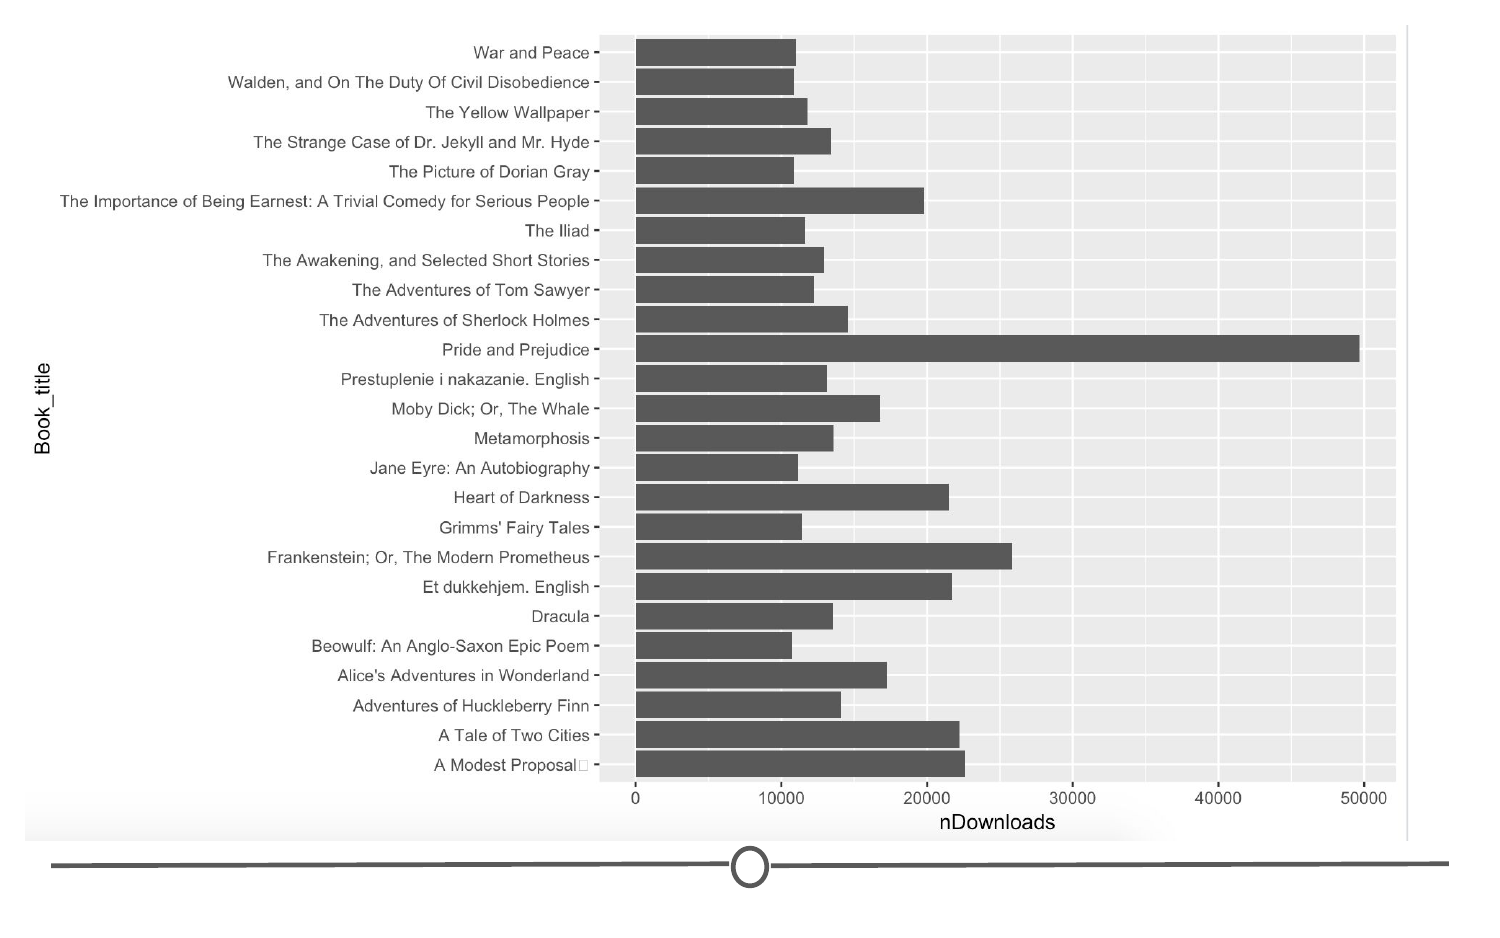 War and Peace
Walden, and On The Duty Of Civil Disobedience
The Yellow Wallpaper
The Strange Case of Dr. Jekyll and Mr. Hyde
The Picture of Dorian Gray
The Importance of Being Earnest: A Trivial Comedy for Serious People
The Iliad
The Awakening, and Selected Short Stories
The Adventures of Tom Sawyer
The Adventures of Sherlock Holmes
Pride and Prejudice
Prestuplenie i nakazanie. English
Moby Dick; Or, The Whale
Metamorphosis
Jane Eyre: An Autobiography
Heart of Darkness
Grimms' Fairy Tales
Frankenstein; Or, The Modern Prometheus
Et dukkehjem. English
Dracula
Beowulf: An Anglo-Saxon Epic Poem
Alice's Adventures in Wonderland
Adventures of Huckleberry Finn
A Tale of Two Cities
A Modest Proposal
Book_title
0 10000 20000 30000 40000 50000
nDownloads